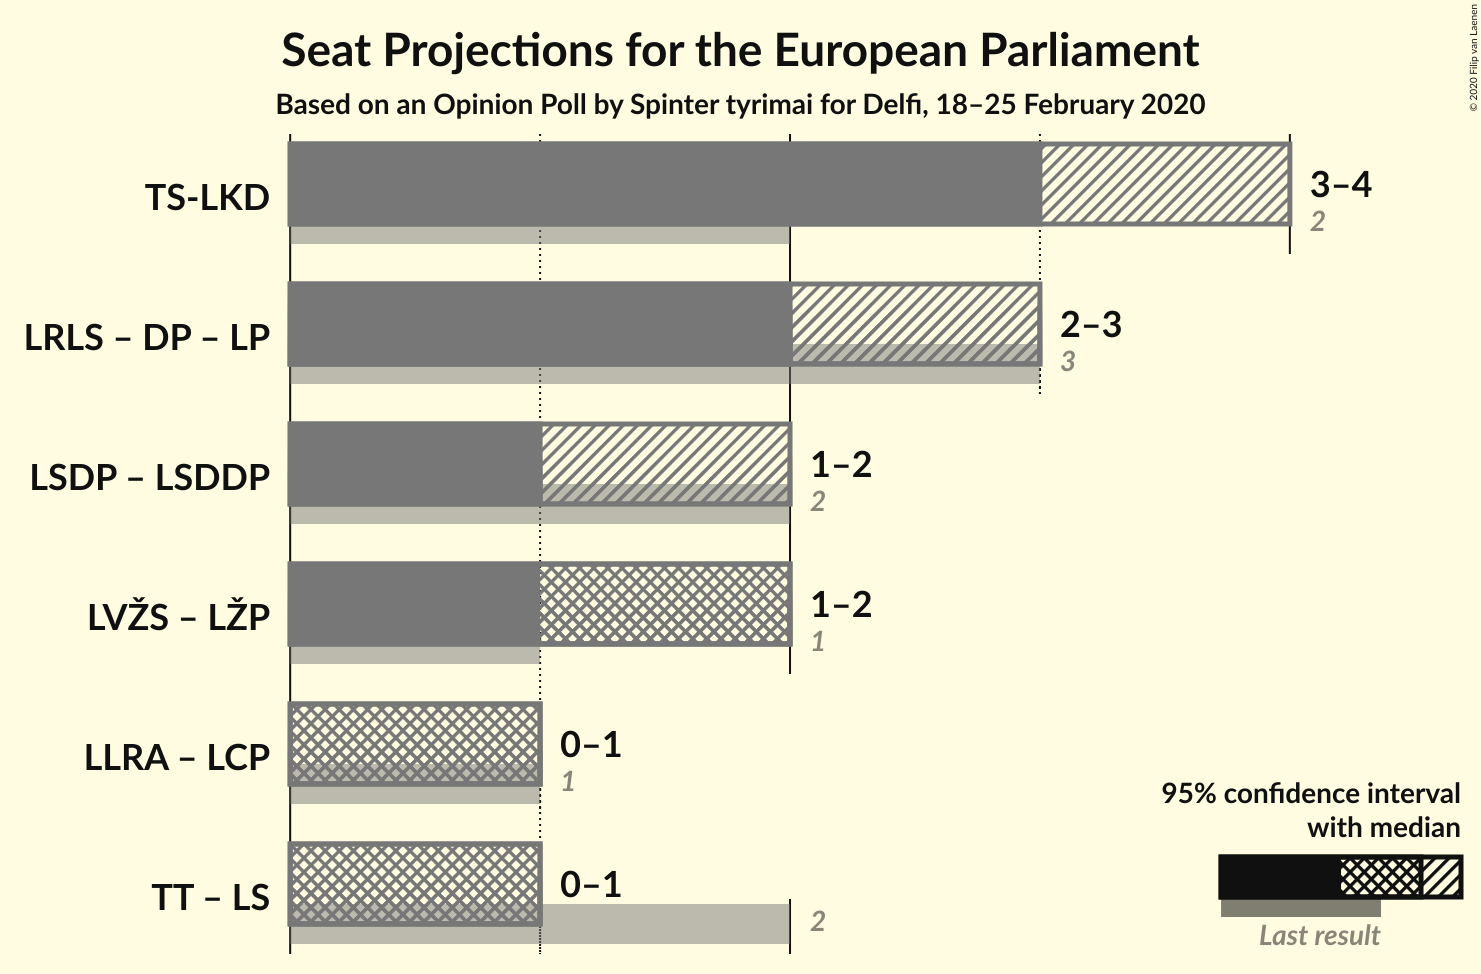 Seat Projections for the European Parliament
Based on an Opinion Poll by Spinter tyrimai for Delfi, 18–25 February 2020
© 2020 Filip van Laenen
TS-LKD
3–4
2
LRLS – DP – LP
2–3
3
LSDP – LSDDP
1–2
2
LVŽS – LŽP
1–2
1
LLRA – LCP
0–1
1
TT – LS
0–1
2
95% confidence interval
with median
Last result